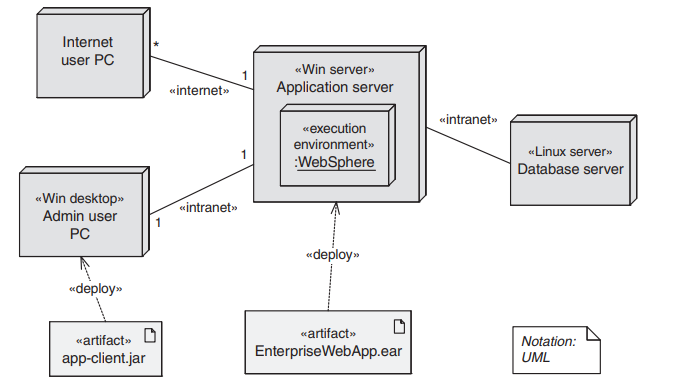 Internet
user PC
*
«internet»
1
«Win server»
Application server
«execution
environment»
:WebSphere
«intranet»
«Linux server»
Database server
1
«intranet»
1
«Win desktop»
Admin user
PC
«deploy»
«deploy»
«artifact»
app-client.jar
«artifact»
EnterpriseWebApp.ear
Notation:
UML